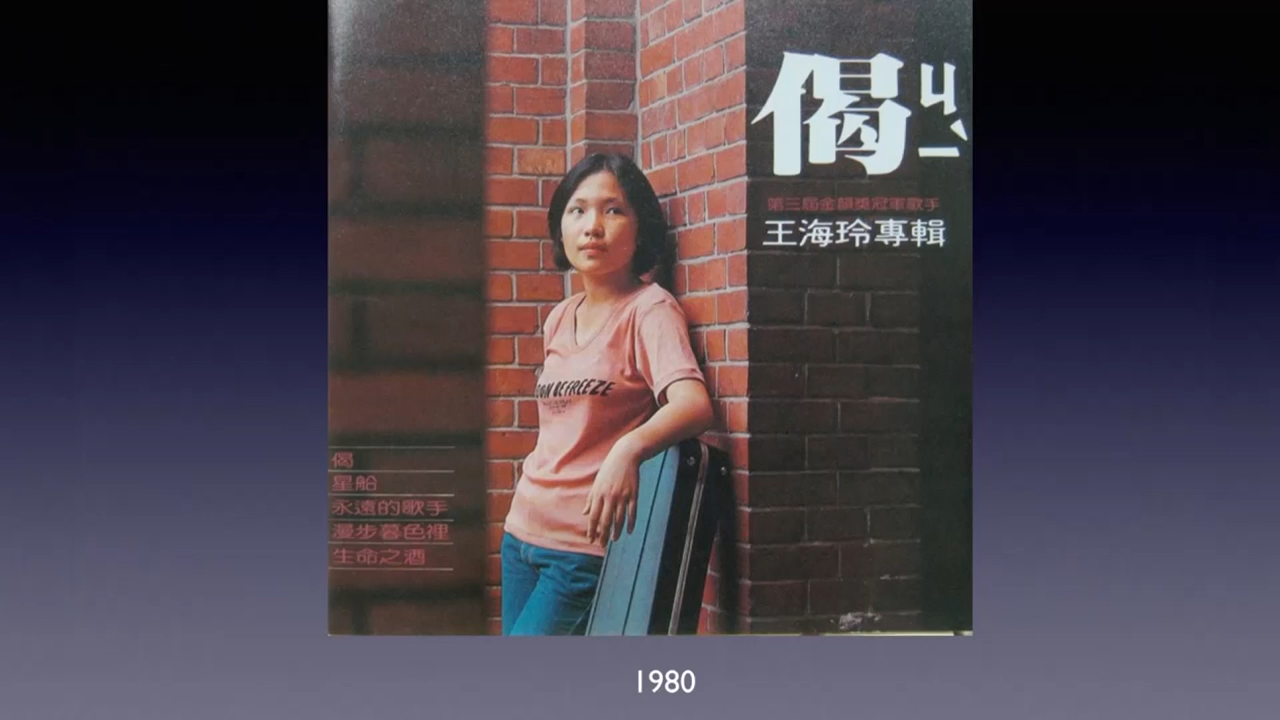 偈ㄐㄧˋ
第三屆金韻獎冠軍歌手
王海玲專輯
偈
星船
永遠的歌手
漫步暮色裡
生命之酒
1980